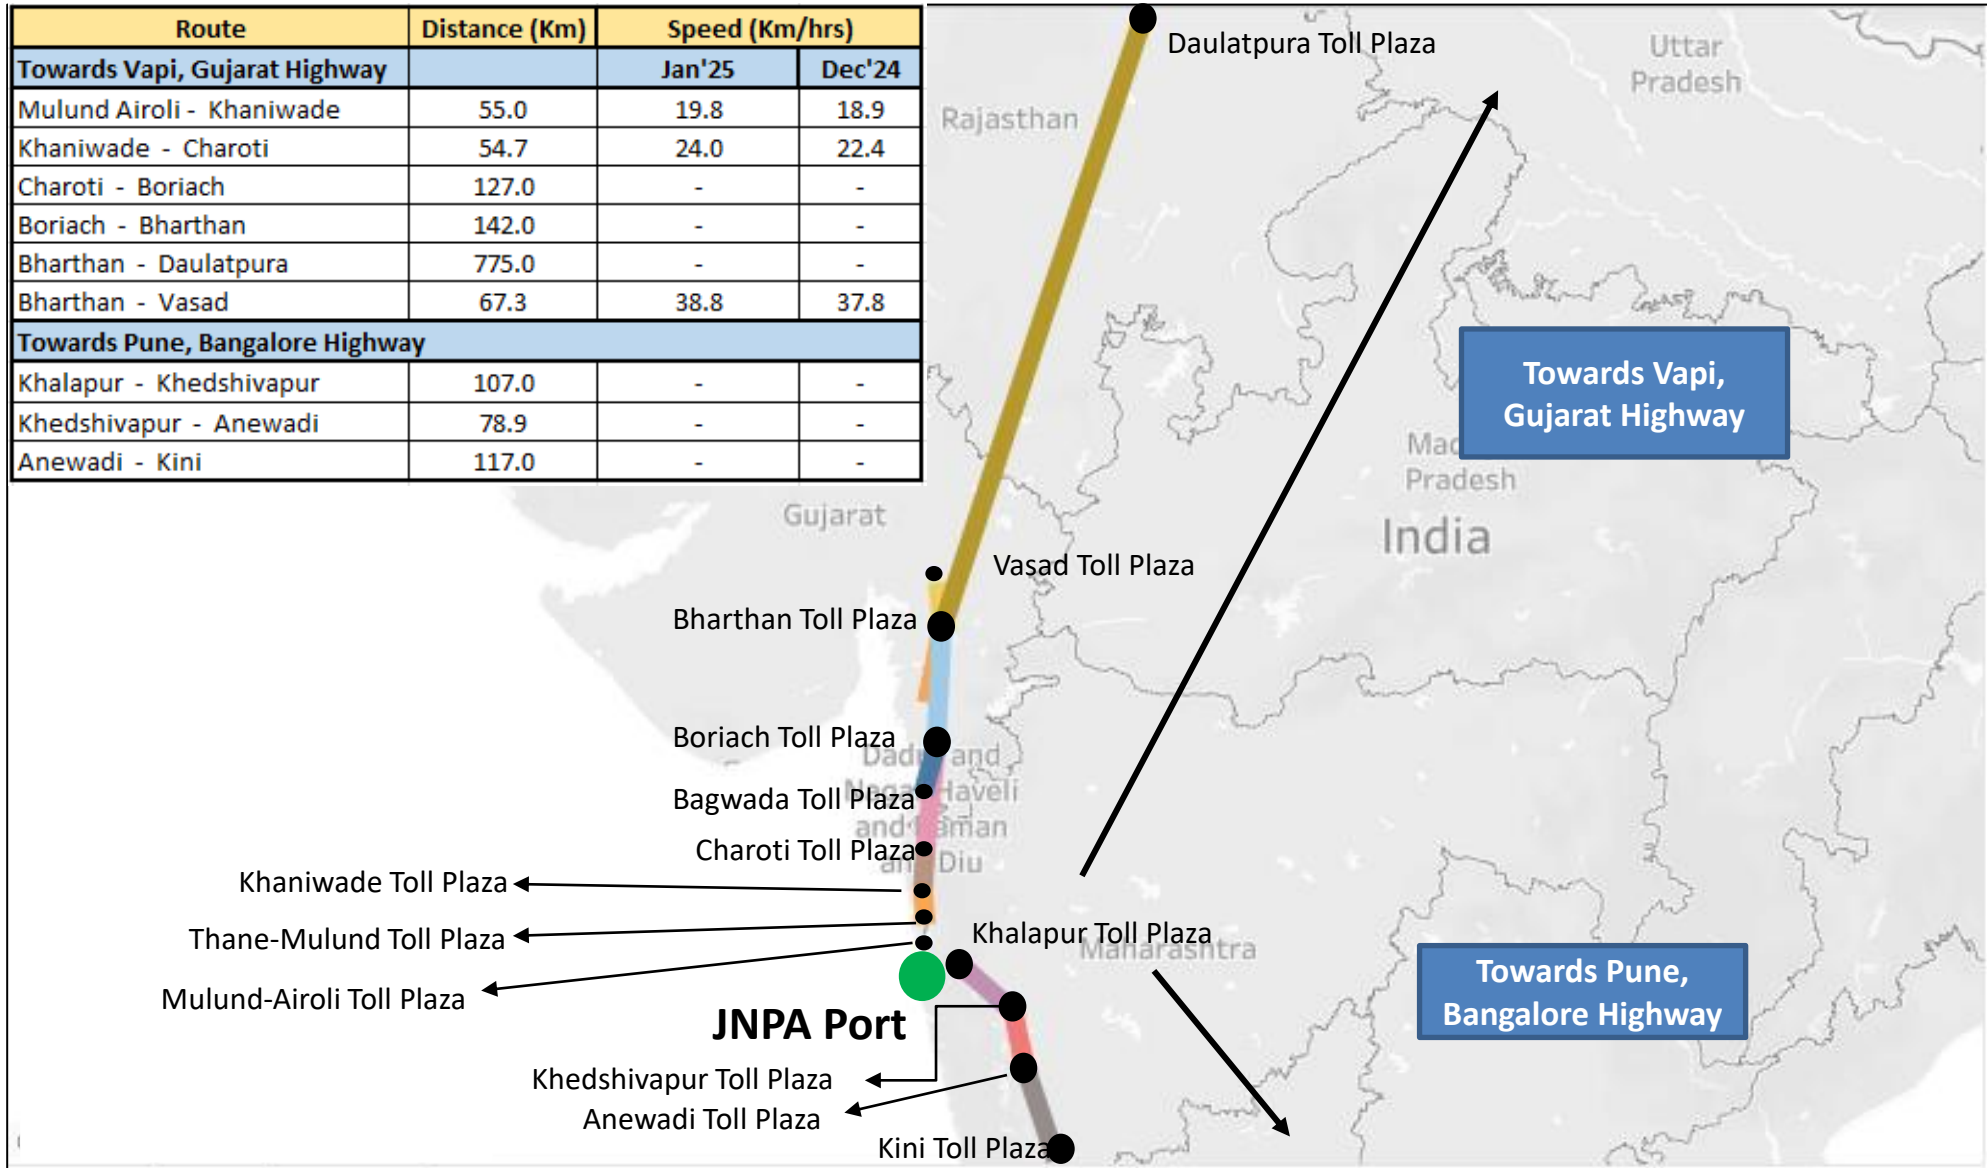 Route Distance (Km) Speed (Km/hrs)
Towards Vapi, Gujarat Highway Jan'25 Dec'24
Mulund Airoli - Khaniwade 55.0 19.8 18.9
Khaniwade - Charoti 54.7 24.0 22.4
Charoti - Boriach 127.0 - -
Boriach - Bharthan 142.0 - -
Bharthan - Daulatpura 775.0 - -
Bharthan - Vasad 67.3 38.8 37.8
Towards Pune, Bangalore Highway
Khalapur - Khedshivapur 107.0 - -
Khedshivapur - Anewadi 78.9 - -
Anewadi - Kini 117.0 - -
Daulatpura Toll Plaza
Uttar
Pradesh
Rajasthan
Towards Vapi,
Gujarat Highway
Pradesh
Gujarat
India
Vasad Toll Plaza
Bharthan Toll Plaza
Boriach Toll Plaza
and
Haveli
Bagwada Toll Plaza
and
Charoti Toll Plaza
Diu
Khaniwade Toll Plaza
Thane-Mulund Toll Plaza
Khalapur Toll Plaza
Maharashtra
Mulund-Airoli Toll Plaza
Towards Pune,
Bangalore Highway
JNPA Port
Khedshivapur Toll Plaza
Anewadi Toll Plaza
Kini Toll Plaza